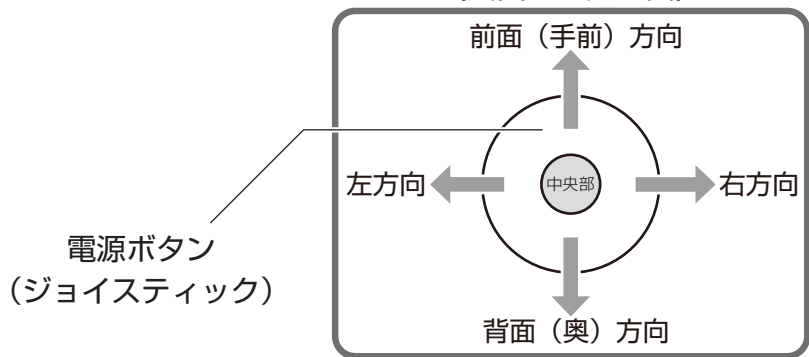 前面（手前）方向
左方向
中央部
右方向
電源ボタン
（ジョイスティック）
背面（奥）方向